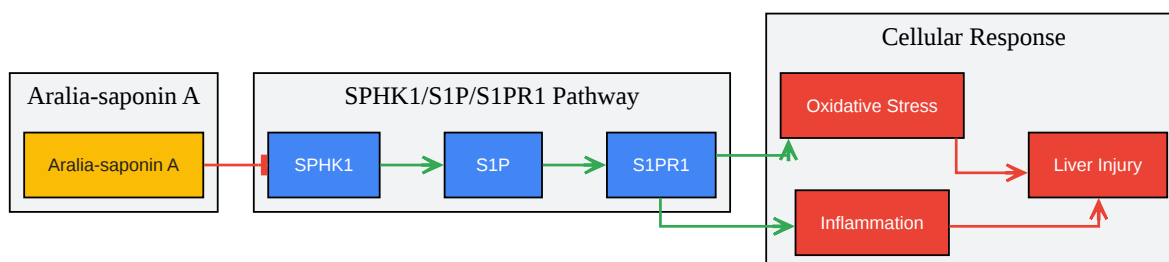 Aralia-saponin A
Aralia-saponin A
SPHK1/S1P/S1PR1 Pathway
SPHK1
S1P
S1PR1
Cellular Response
Oxidative Stress
Inflammation
Liver Injury